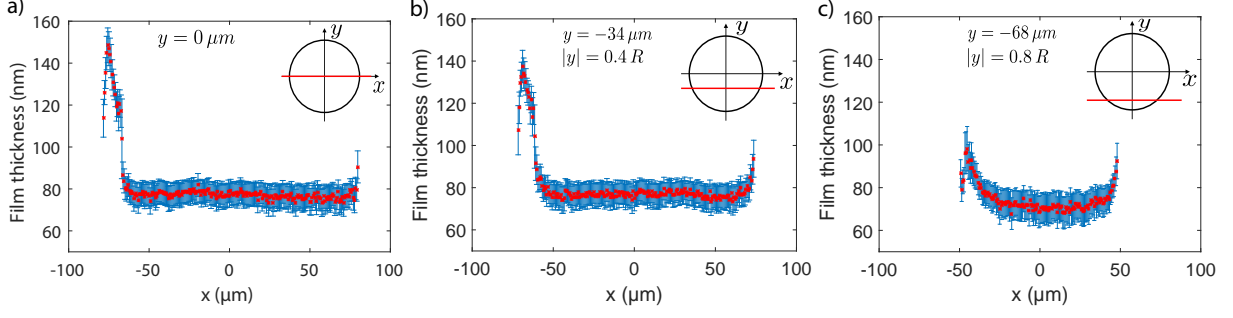 a)
y = 0 μm
y
x
Film thickness (nm)
160
140
120
100
80
60
-100
-50
0
50
100
x (μm)
b)
y = −34 μm
|y| = 0.4 R
y
x
Film thickness (nm)
160
140
120
100
80
60
-100
-50
0
50
100
x (μm)
c)
y = −68 μm
|y| = 0.8 R
y
x
Film thickness (nm)
160
140
120
100
80
60
-100
-50
0
50
100
x (μm)